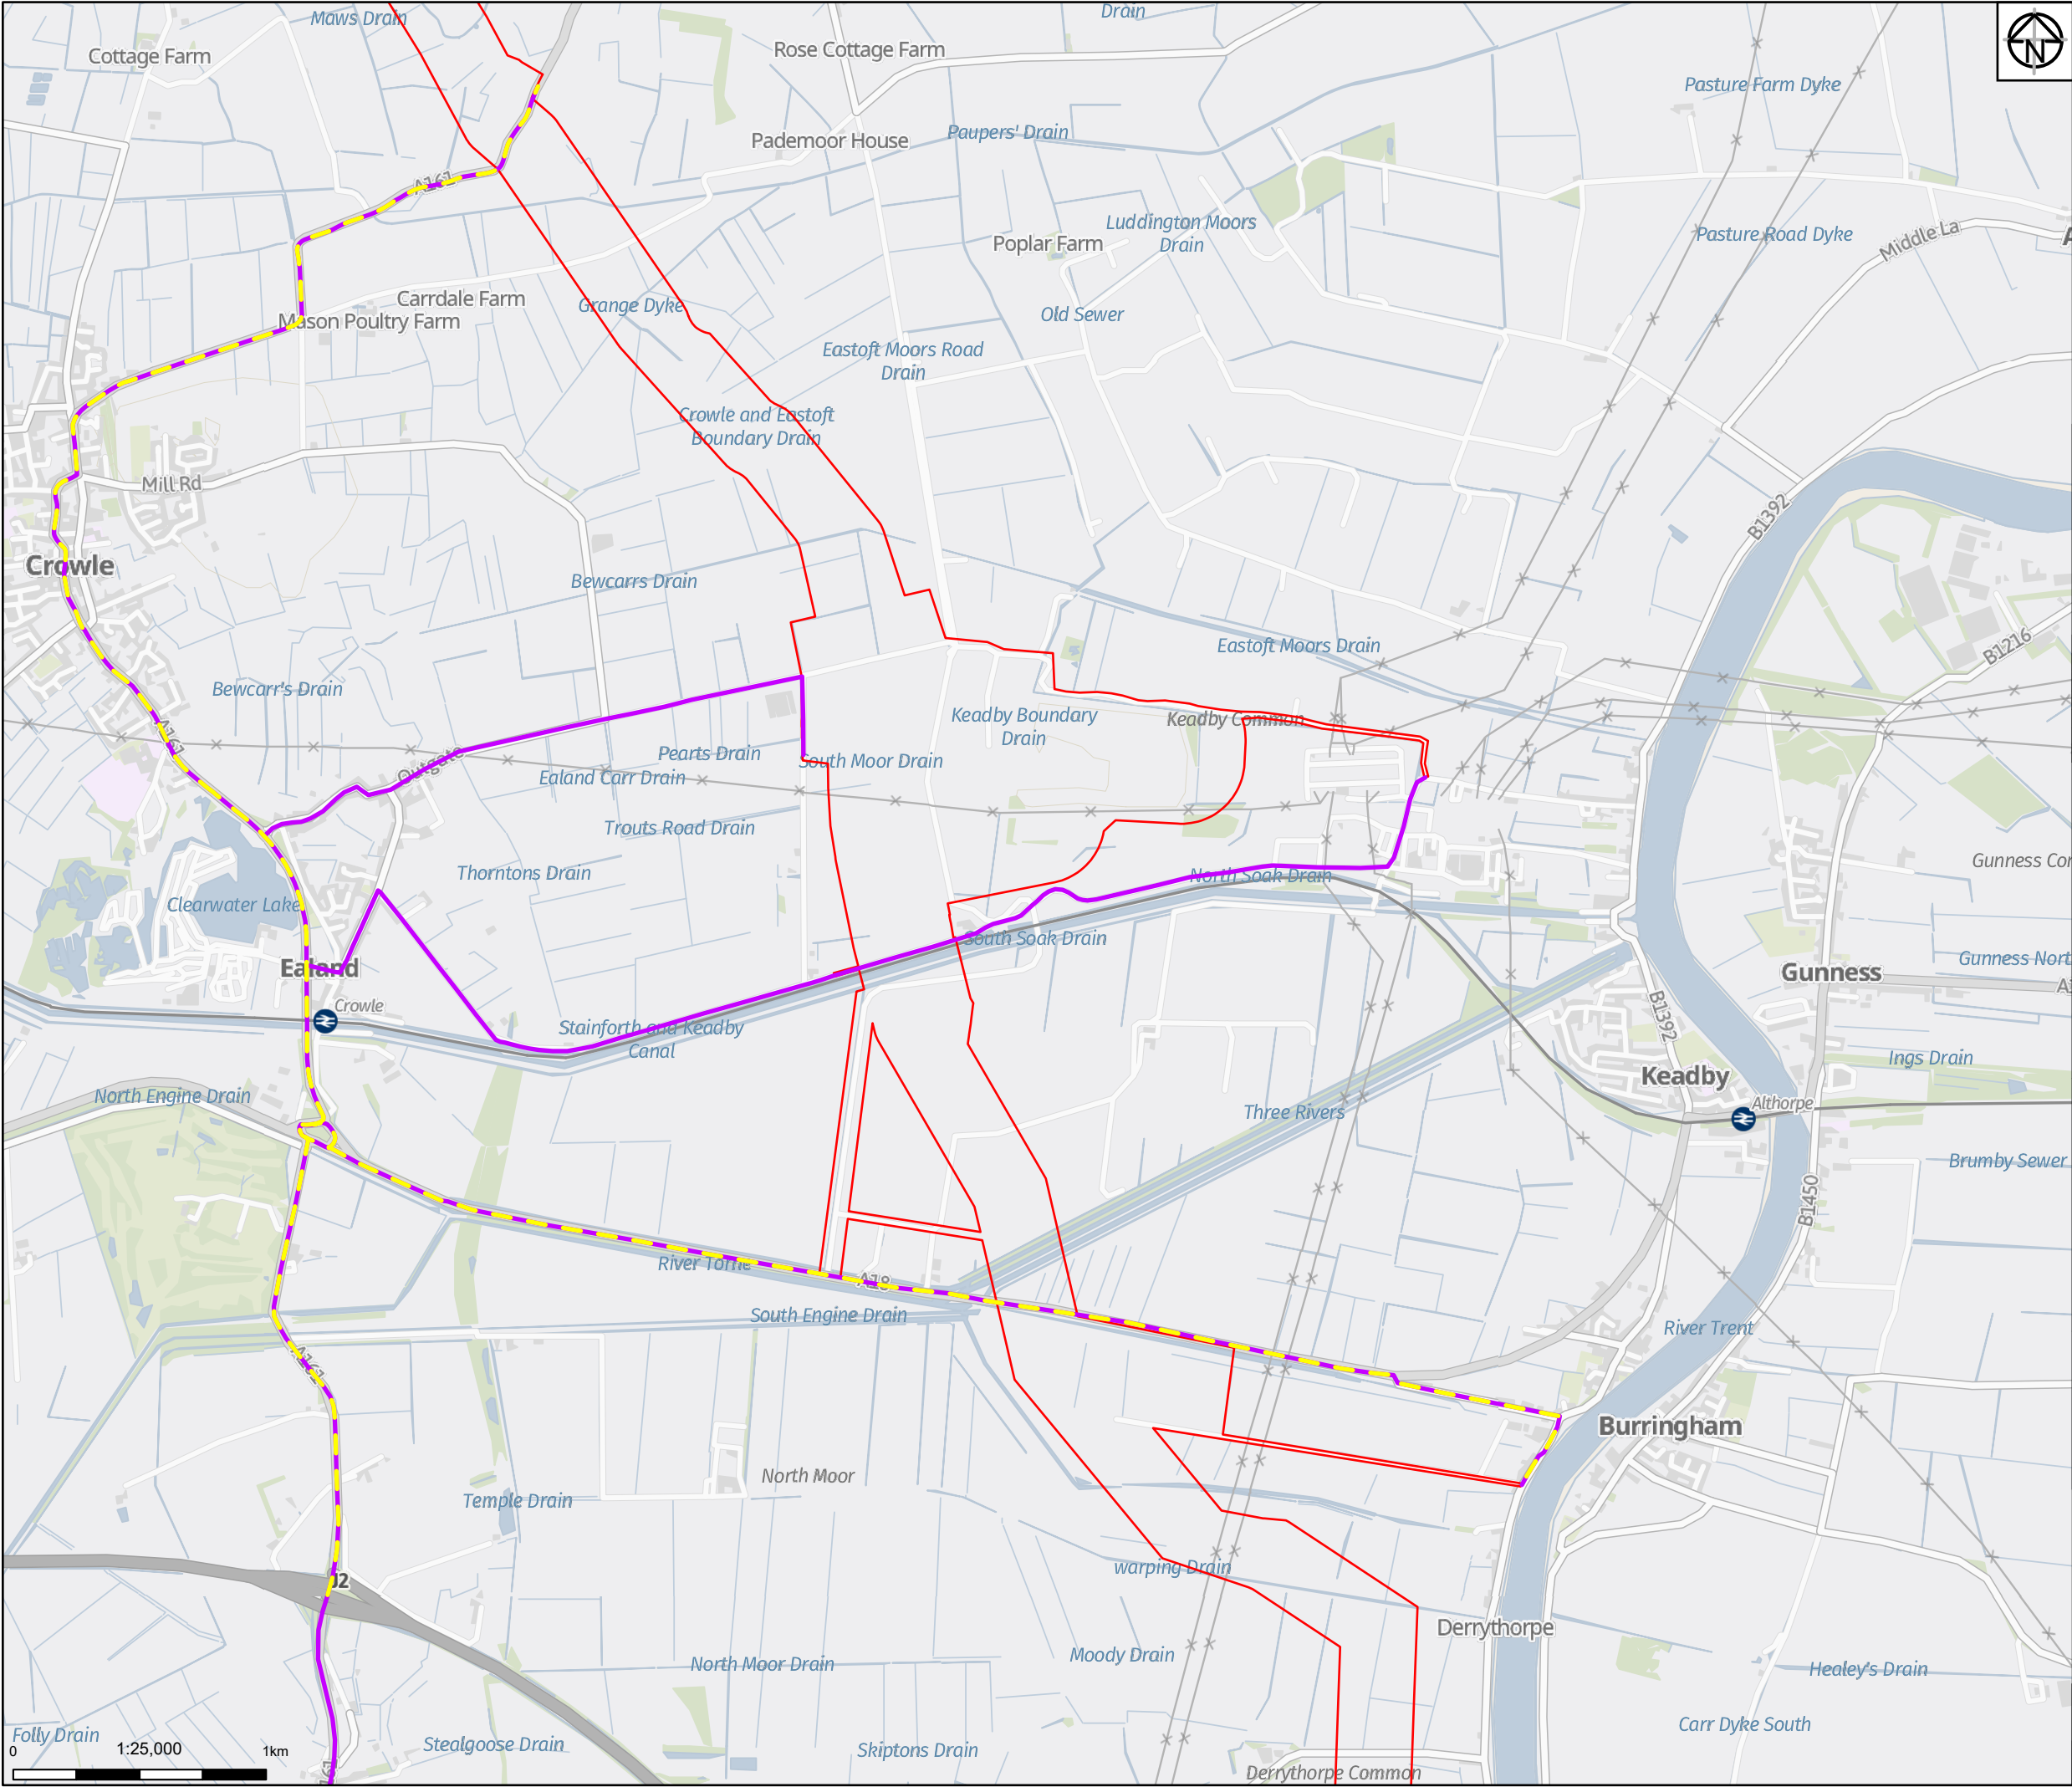 Maws Drain
Drain
N
Cottage Farm
Rose Cottage Farm
Pasture Farm Dyke
Paupers' Drain
Pademoor House
A161
Luddington Moors
Drain
Pasture Road Dyke
Middle La
Poplar Farm
Carrdale Farm
Grange Dyke
Mason Poultry Farm
Old Sewer
Eastoft Moors Road
Drain
Crowle and Eastoft
Boundary Drain
Mill Rd
B1392
Crowle
Bewcarrs Drain
Eastoft Moors Drain
B1216
Bewcarr's Drain
Keadby Boundary
Drain
Keadby Common
A161
Outgate
Pearts Drain
South Moor Drain
Ealand Carr Drain
Trouts Road Drain
Gunness Cor
Thorntons Drain
North Soak Drain
Clearwater Lake
South Soak Drain
Gunness Nort
Ealand
Gunness
Crowle
B1392
Stainforth and Keadby
Canal
Ings Drain
Keadby
North Engine Drain
Althorpe
Three Rivers
Brumby Sewer
B1450
River Torne
A18
South Engine Drain
River Trent
A161
Burringham
North Moor
Temple Drain
warping Drain
J2
Derrythorpe
Moody Drain
North Moor Drain
Healey's Drain
Folly Drain
Carr Dyke South
Stealgoose Drain
Skiptons Drain
0 1:25,000 1km
Derrythorpe Common